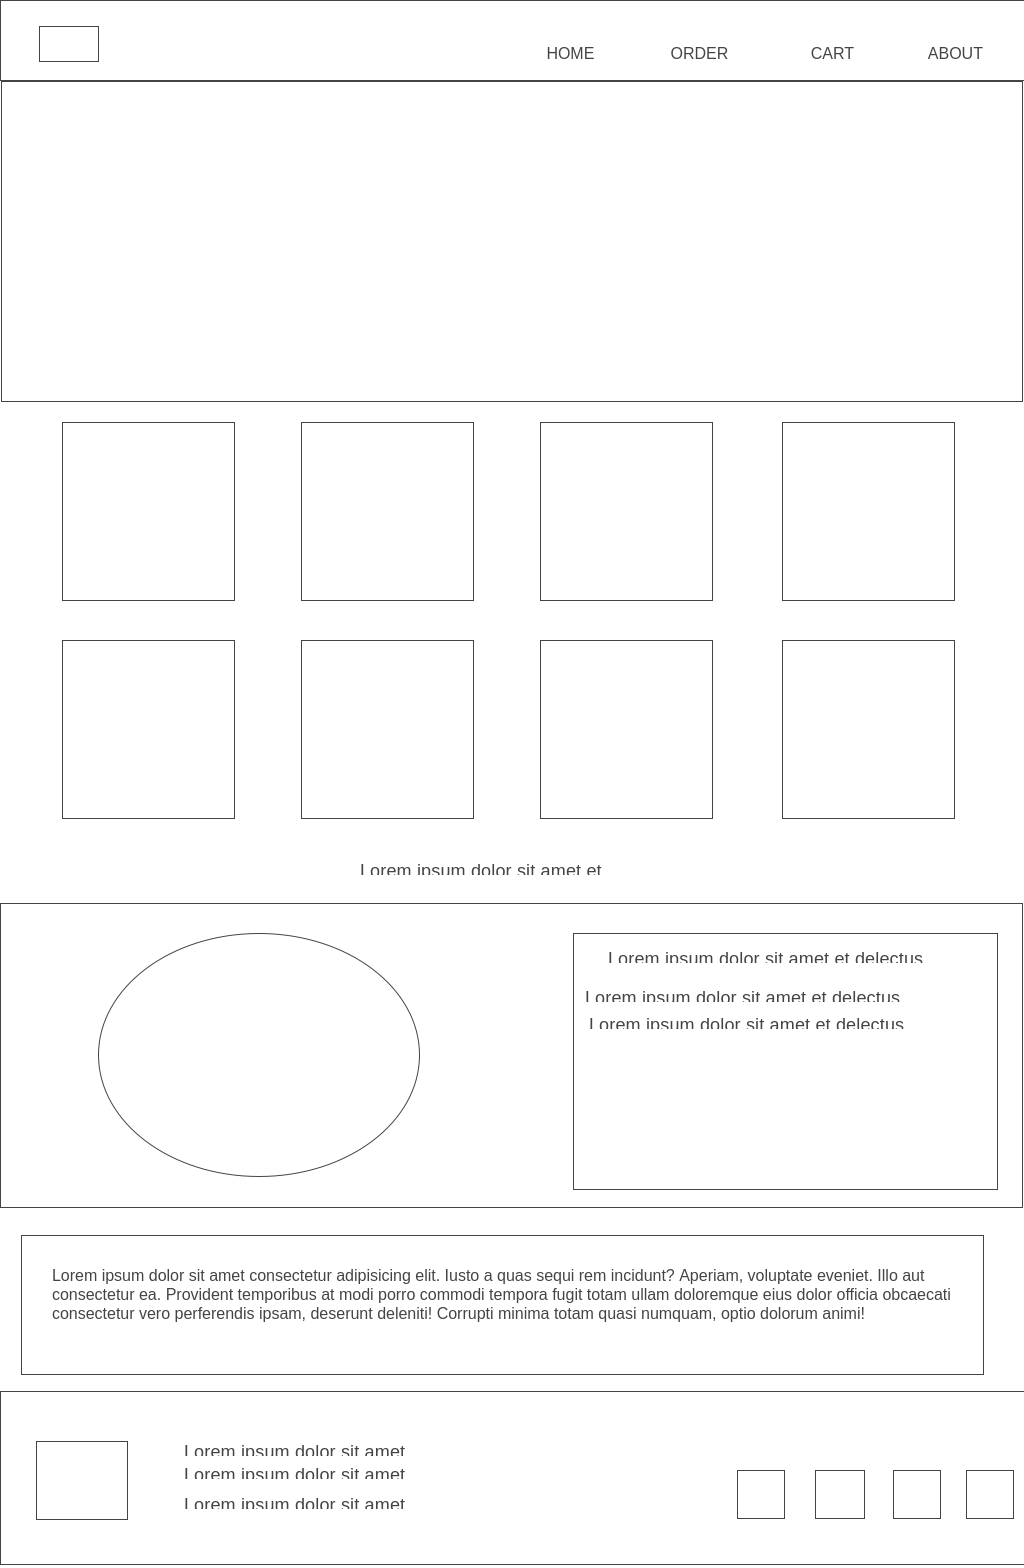 HOME ORDER CART ABOUT
Lorem ipsum dolor sit amet et
Lorem ipsum dolor sit amet et delectus
Lorem ipsum dolor sit amet et delectus
Lorem ipsum dolor sit amet et delectus
Lorem ipsum dolor sit amet consectetur adipisicing elit. Iusto a quas sequi rem incidunt? Aperiam, voluptate eveniet. Illo aut
consectetur ea. Provident temporibus at modi porro commodi tempora fugit totam ullam doloremque eius dolor officia obcaecati
consectetur vero perferendis ipsam, deserunt deleniti! Corrupti minima totam quasi numquam, optio dolorum animi!
Lorem ipsum dolor sit amet
Lorem ipsum dolor sit amet
Lorem ipsum dolor sit amet